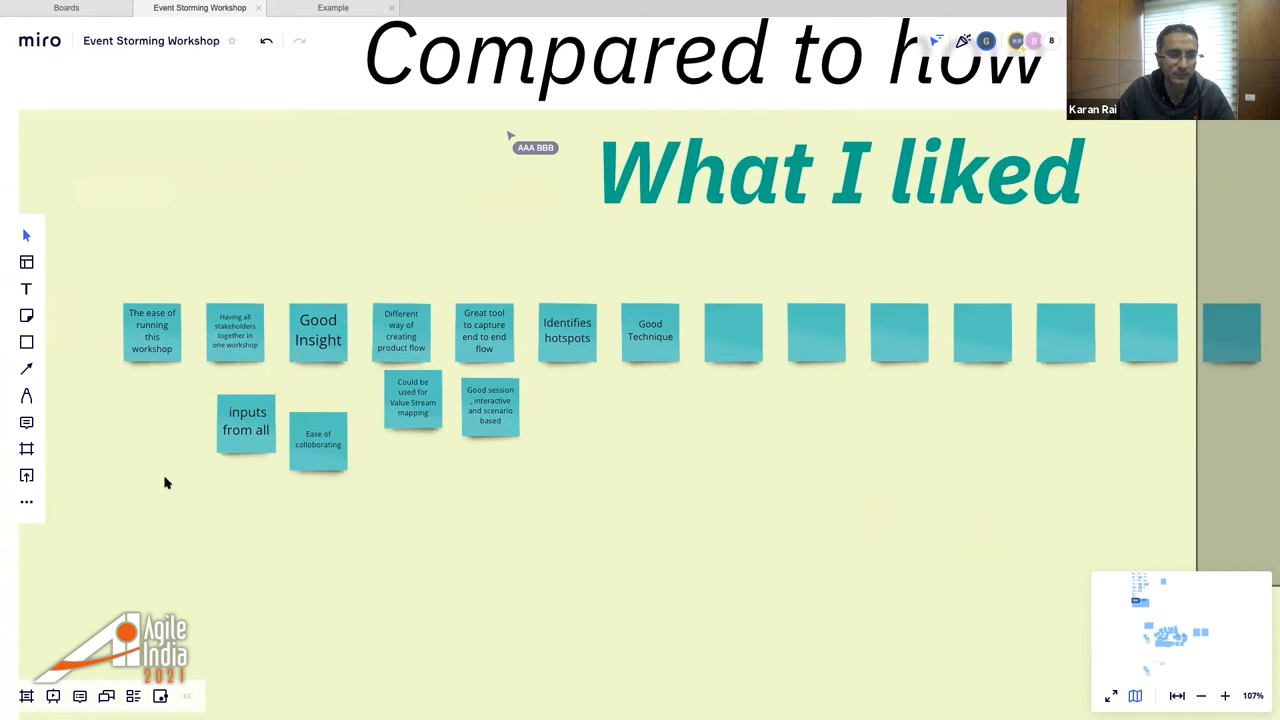 Boards
Event Storming Workshop
Example
miro
Event Storming Workshop
G
KR
B
8
Compared to how
Karan Rai
AAA BBB
What I liked
The ease of
running
this
workshop
Having all
stakeholders
together in
one workshop
Good
Insight
Different
way of
creating
product flow
Great tool
to capture
end to end
flow
Identifies
hotspots
Good
Technique
inputs
from all
Ease of
colloborating
Could be
used for
Value Stream
mapping
Good session
, interactive
and scenario
based
Agile
India
2021
107%